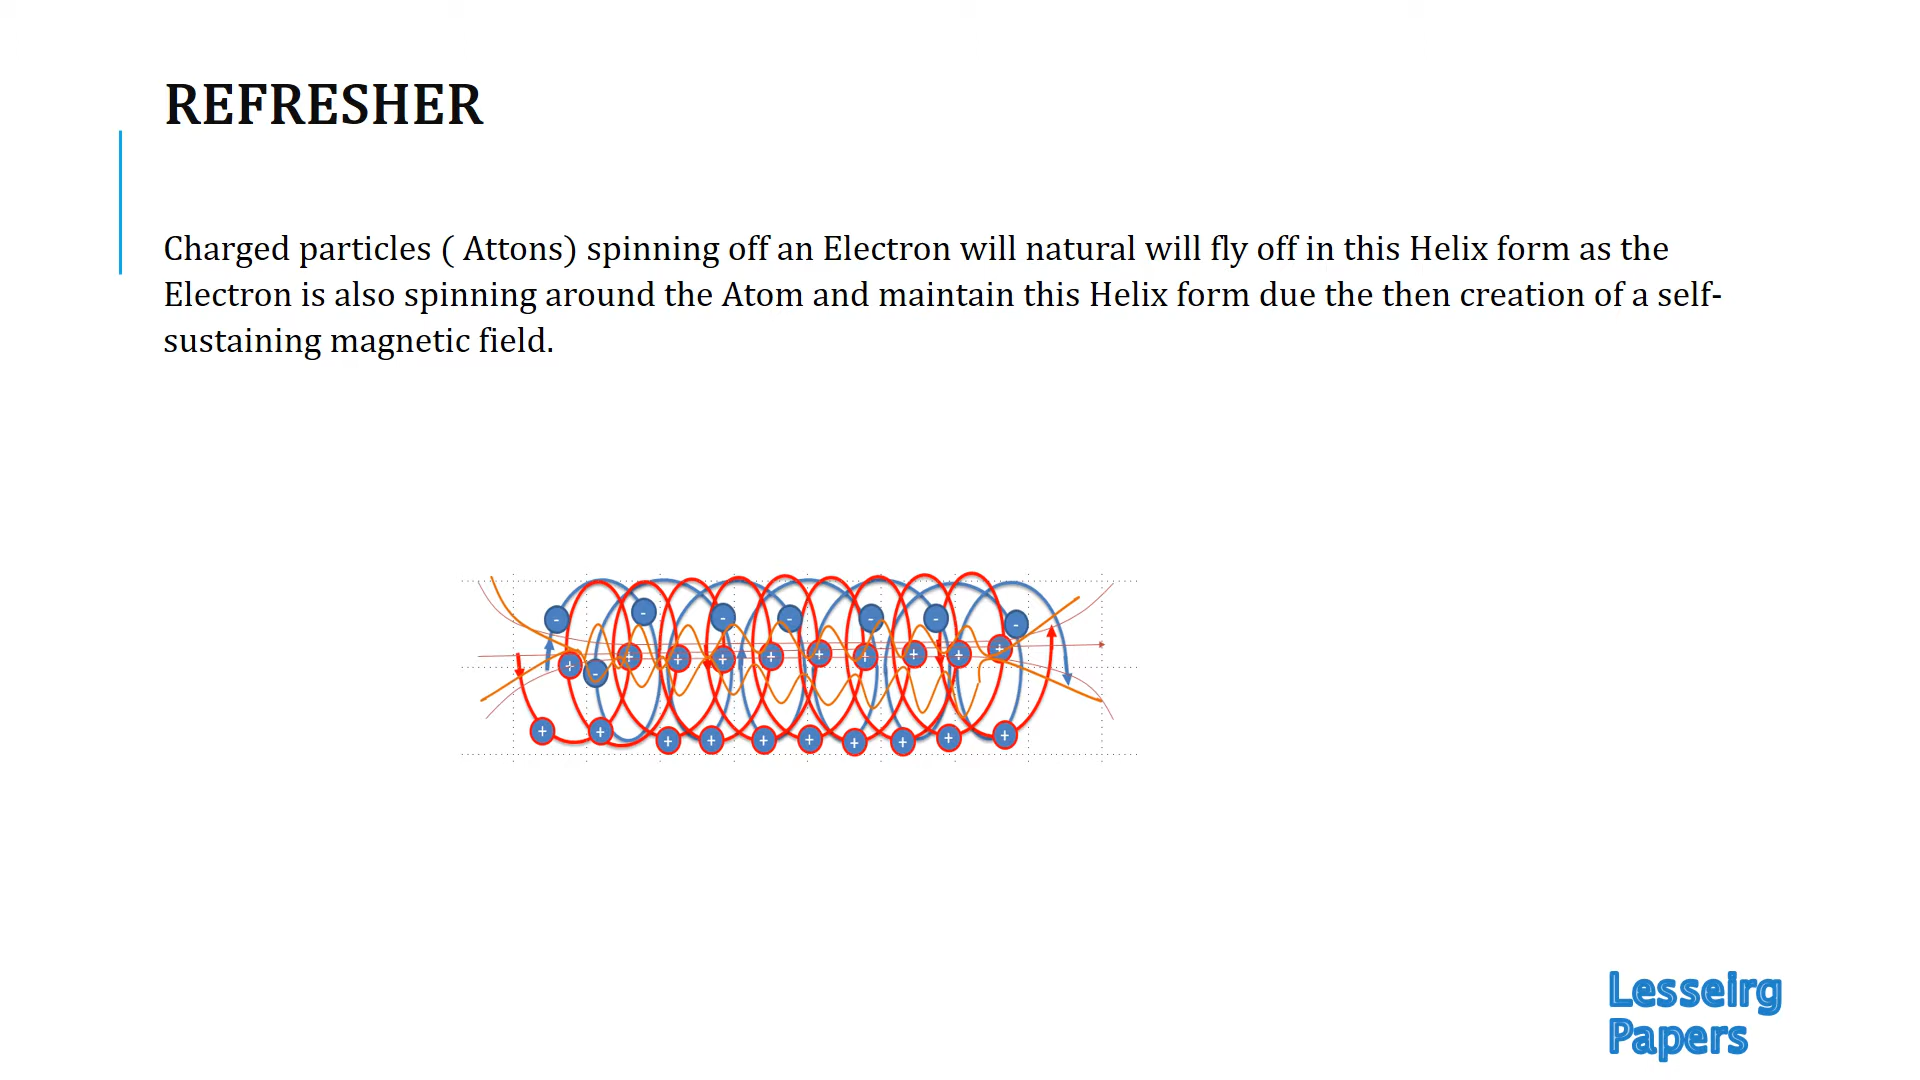 REFRESHER
Charged particles ( Attons) spinning off an Electron will natural will fly off in this Helix form as the
Electron is also spinning around the Atom and maintain this Helix form due the then creation of a self-
sustaining magnetic field.
- - - - - - -
+ - + + + + + + + + +
+ + + + + + + + + +
Lesseirg
Papers